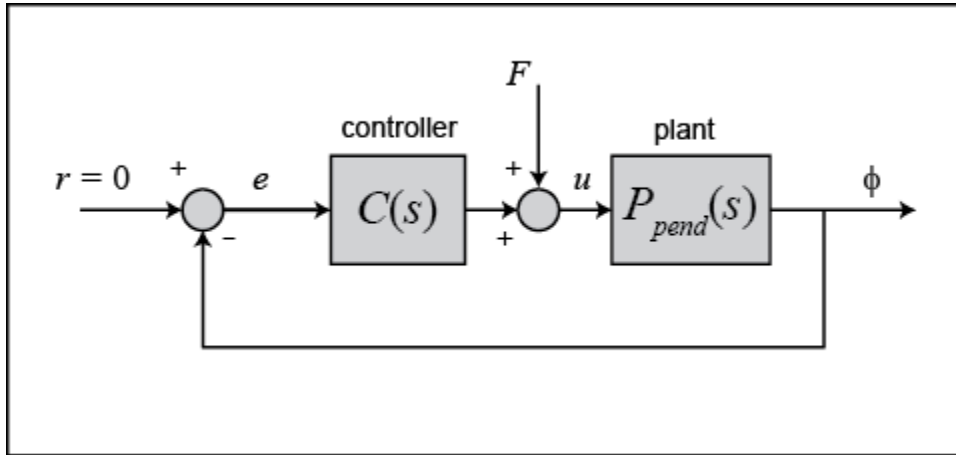 F
controller
plant
r = 0
+
e
C(s)
+
+
u
P_pend(s)
ϕ
-